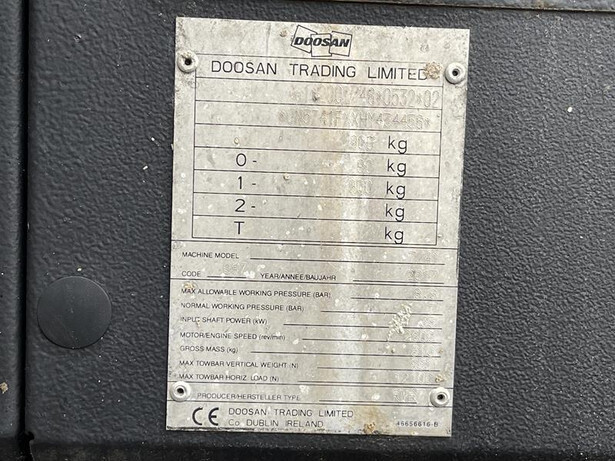 DOOSAN
DOOSAN TRADING LIMITED
kg
0- kg
1- kg
2- kg
T kg
MACHINE MODEL
CODE YEAR/ANNEE/BAUJAHR
MAX ALLOWABLE WORKING PRESSURE (BAR)
NORMAL WORKING PRESSURE (BAR)
INPUT SHAFT POWER (kW)
MOTOR/ENGINE SPEED (rev/min)
GROSS MASS (kg)
MAX TOWBAR VERTICAL WEIGHT (N)
MAX TOWBAR HORIZ. LOAD (N)
PRODUCER/HERSTELLER TYPE
CE DOOSAN TRADING LIMITED
Co. DUBLIN IRELAND 46656616-B